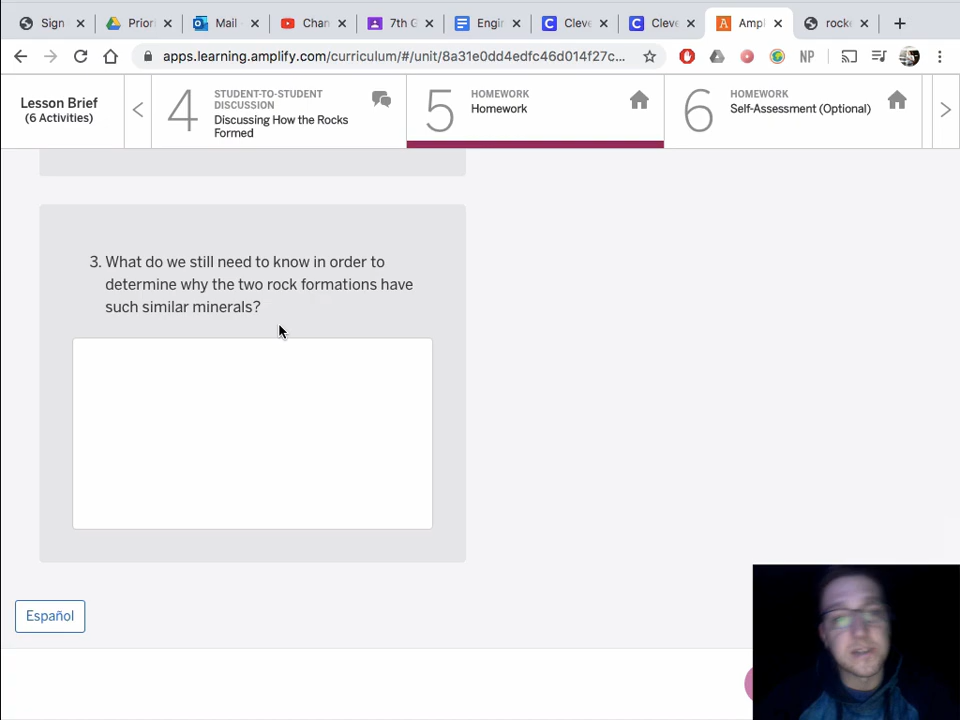 Sign
Priori
Mail
Chan
7th G
Engir
Cleve
Cleve
Ampl
rocke
apps.learning.amplify.com/curriculum/#/unit/8a31e0dd4edfc46d014f27c...
NP
Lesson Brief
(6 Activities)
4
STUDENT-TO-STUDENT
DISCUSSION
Discussing How the Rocks
Formed
5
HOMEWORK
Homework
6
HOMEWORK
Self-Assessment (Optional)
3. What do we still need to know in order to
determine why the two rock formations have
such similar minerals?
Español